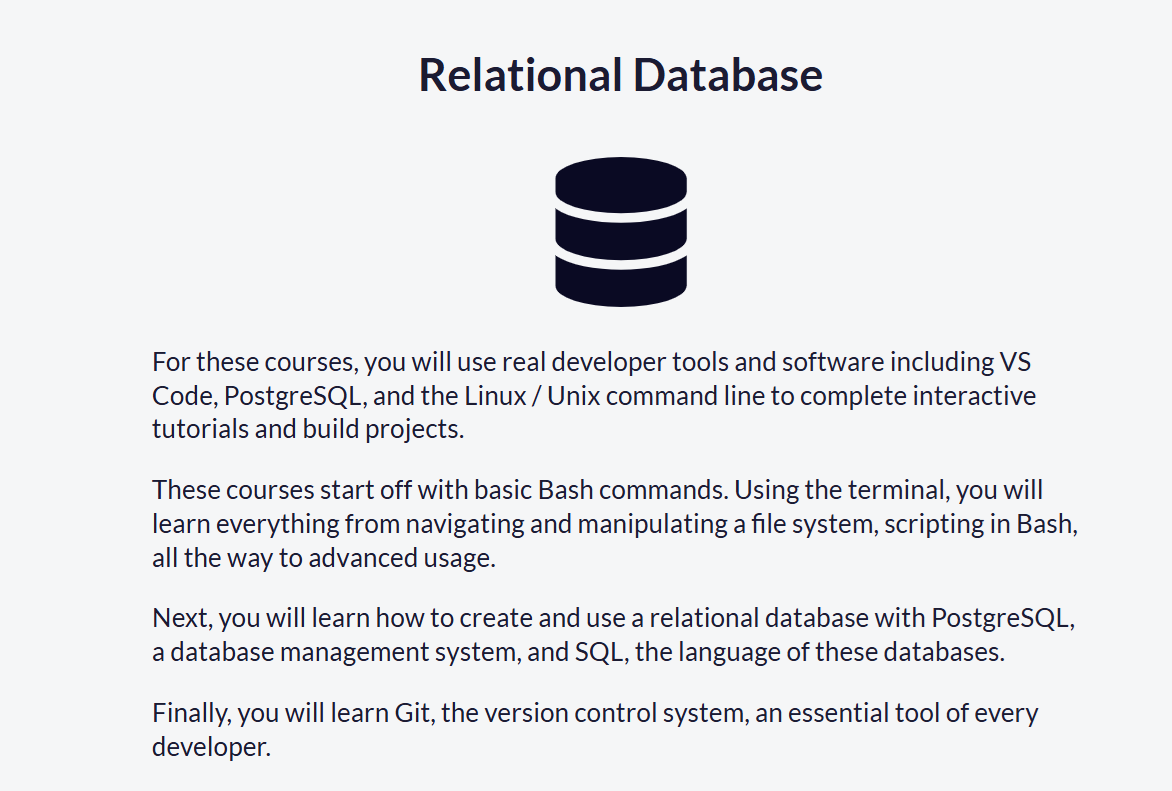 Relational Database
For these courses, you will use real developer tools and software including VS
Code, PostgreSQL, and the Linux / Unix command line to complete interactive
tutorials and build projects.
These courses start off with basic Bash commands. Using the terminal, you will
learn everything from navigating and manipulating a file system, scripting in Bash,
all the way to advanced usage.
Next, you will learn how to create and use a relational database with PostgreSQL,
a database management system, and SQL, the language of these databases.
Finally, you will learn Git, the version control system, an essential tool of every
developer.